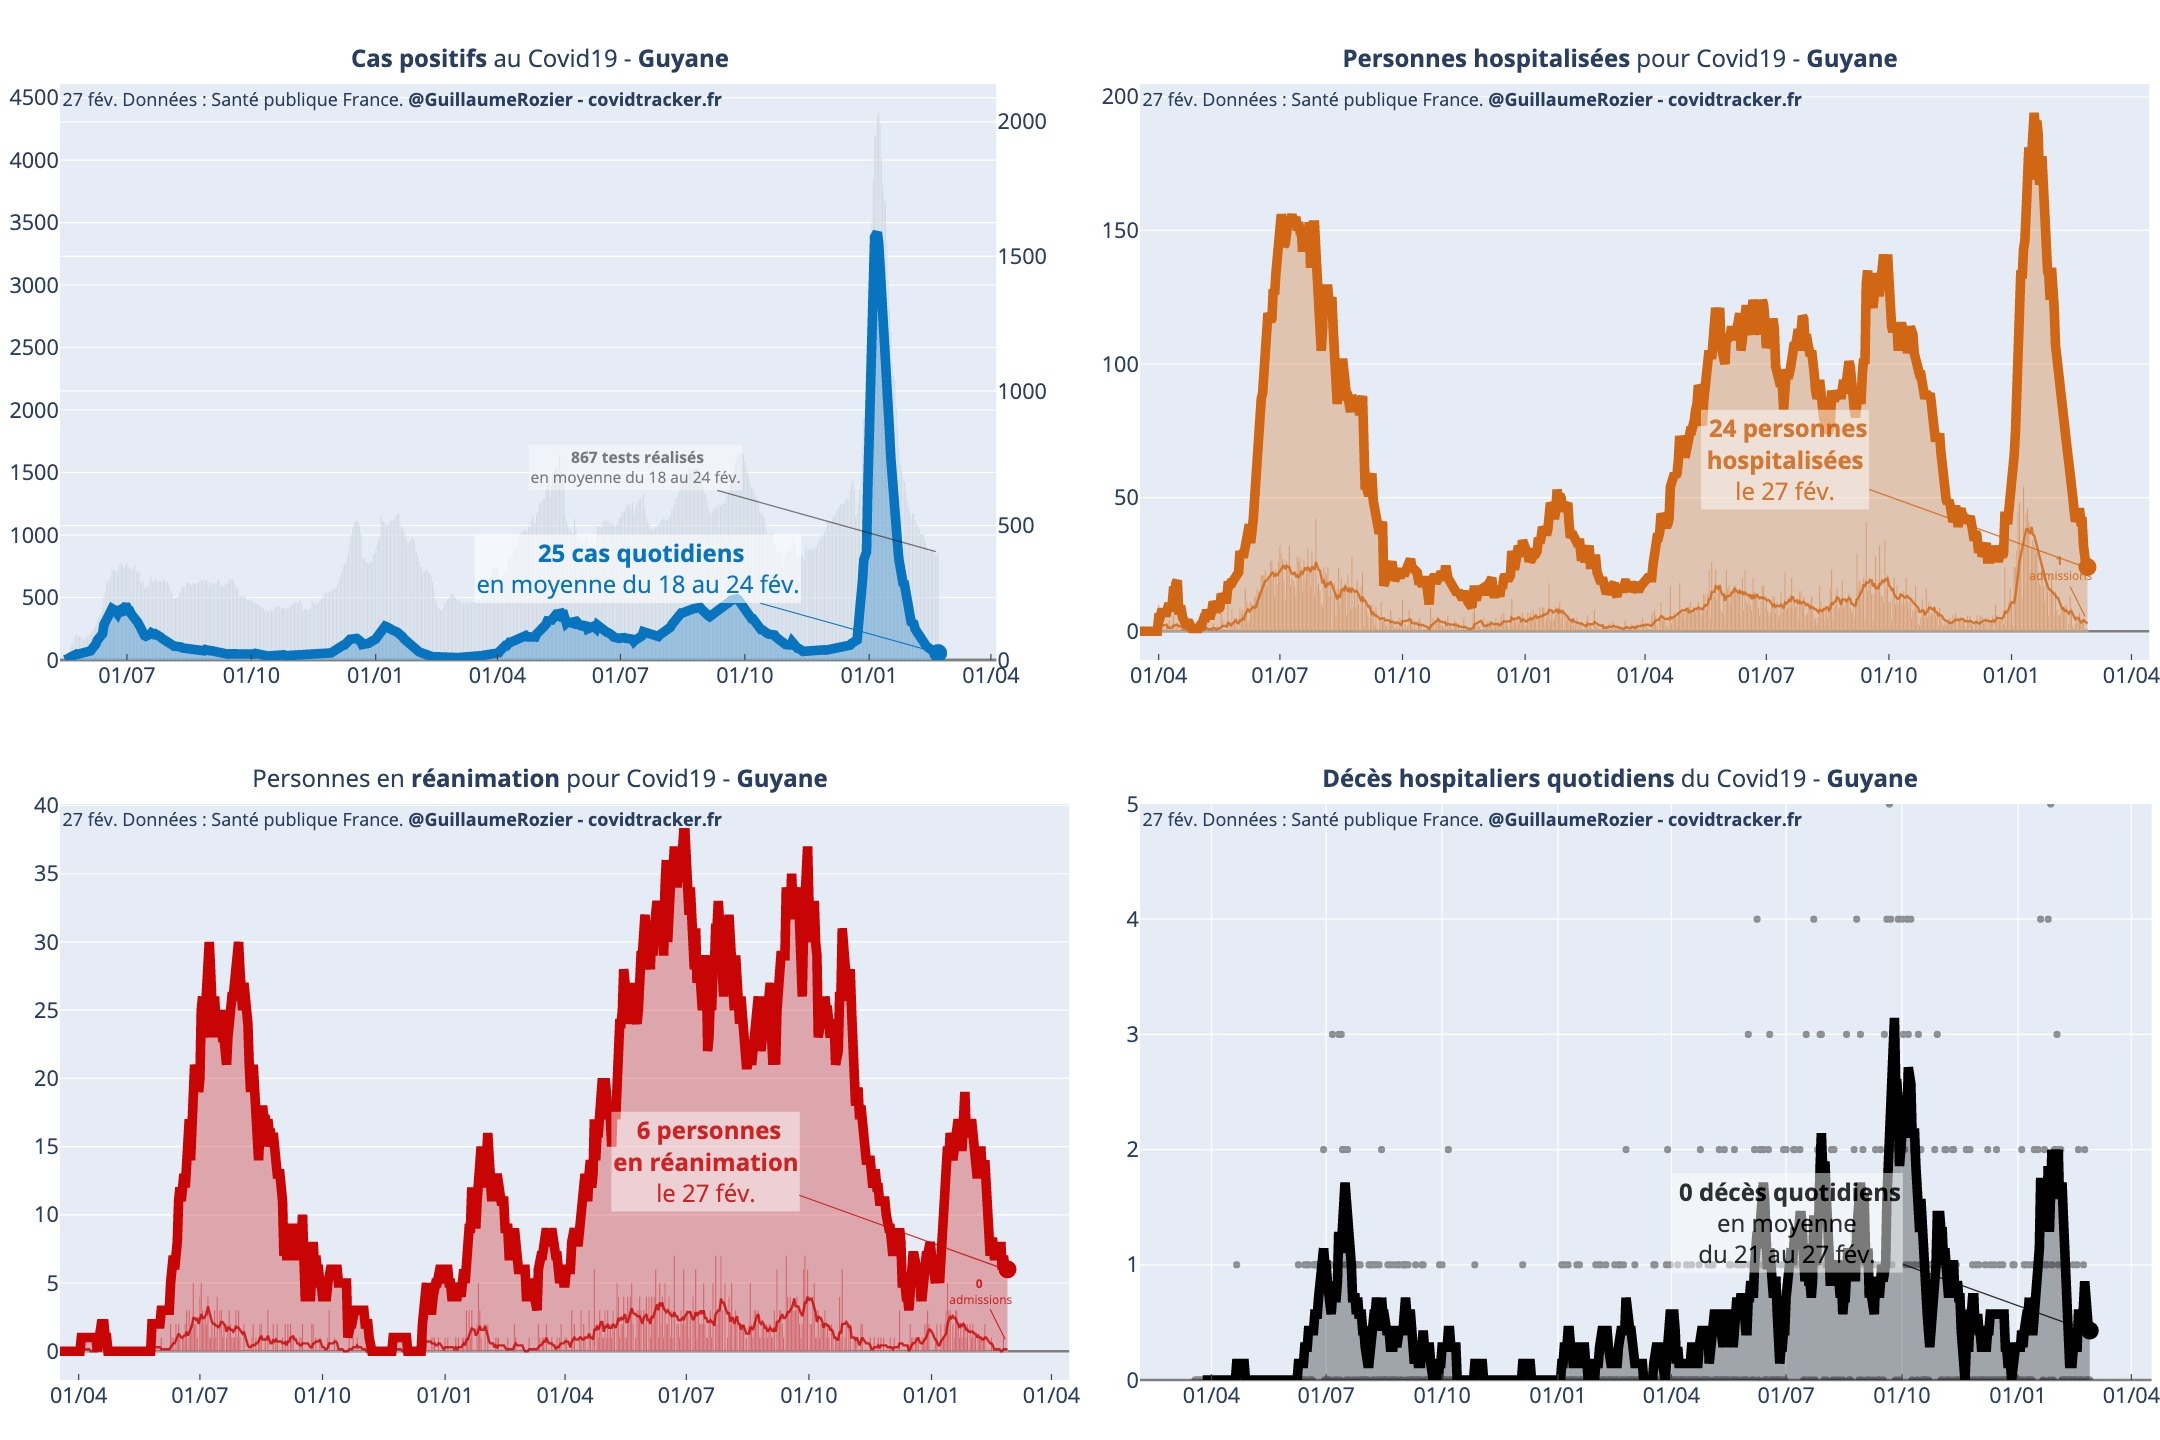 Cas positifs au Covid19 - Guyane
27 fév. Données : Santé publique France. @GuillaumeRozier - covidtracker.fr
4500
4000
3500
3000
2500
2000
1500
1000
500
0
2000
1500
1000
500
0
867 tests réalisés
en moyenne du 18 au 24 fév.
25 cas quotidiens
en moyenne du 18 au 24 fév.
01/07 01/10 01/01 01/04 01/07 01/10 01/01 01/04
Personnes hospitalisées pour Covid19 - Guyane
27 fév. Données : Santé publique France. @GuillaumeRozier - covidtracker.fr
200
150
100
50
0
24 personnes
hospitalisées
le 27 fév.
admissions
01/04 01/07 01/10 01/01 01/04 01/07 01/10 01/01 01/04
Personnes en réanimation pour Covid19 - Guyane
27 fév. Données : Santé publique France. @GuillaumeRozier - covidtracker.fr
40
35
30
25
20
15
10
5
0
6 personnes
en réanimation
le 27 fév.
0
admissions
01/04 01/07 01/10 01/01 01/04 01/07 01/10 01/01 01/04
Décès hospitaliers quotidiens du Covid19 - Guyane
27 fév. Données : Santé publique France. @GuillaumeRozier - covidtracker.fr
5
4
3
2
1
0
0 décès quotidiens
en moyenne
du 21 au 27 fév.
01/04 01/07 01/10 01/01 01/04 01/07 01/10 01/01 01/04